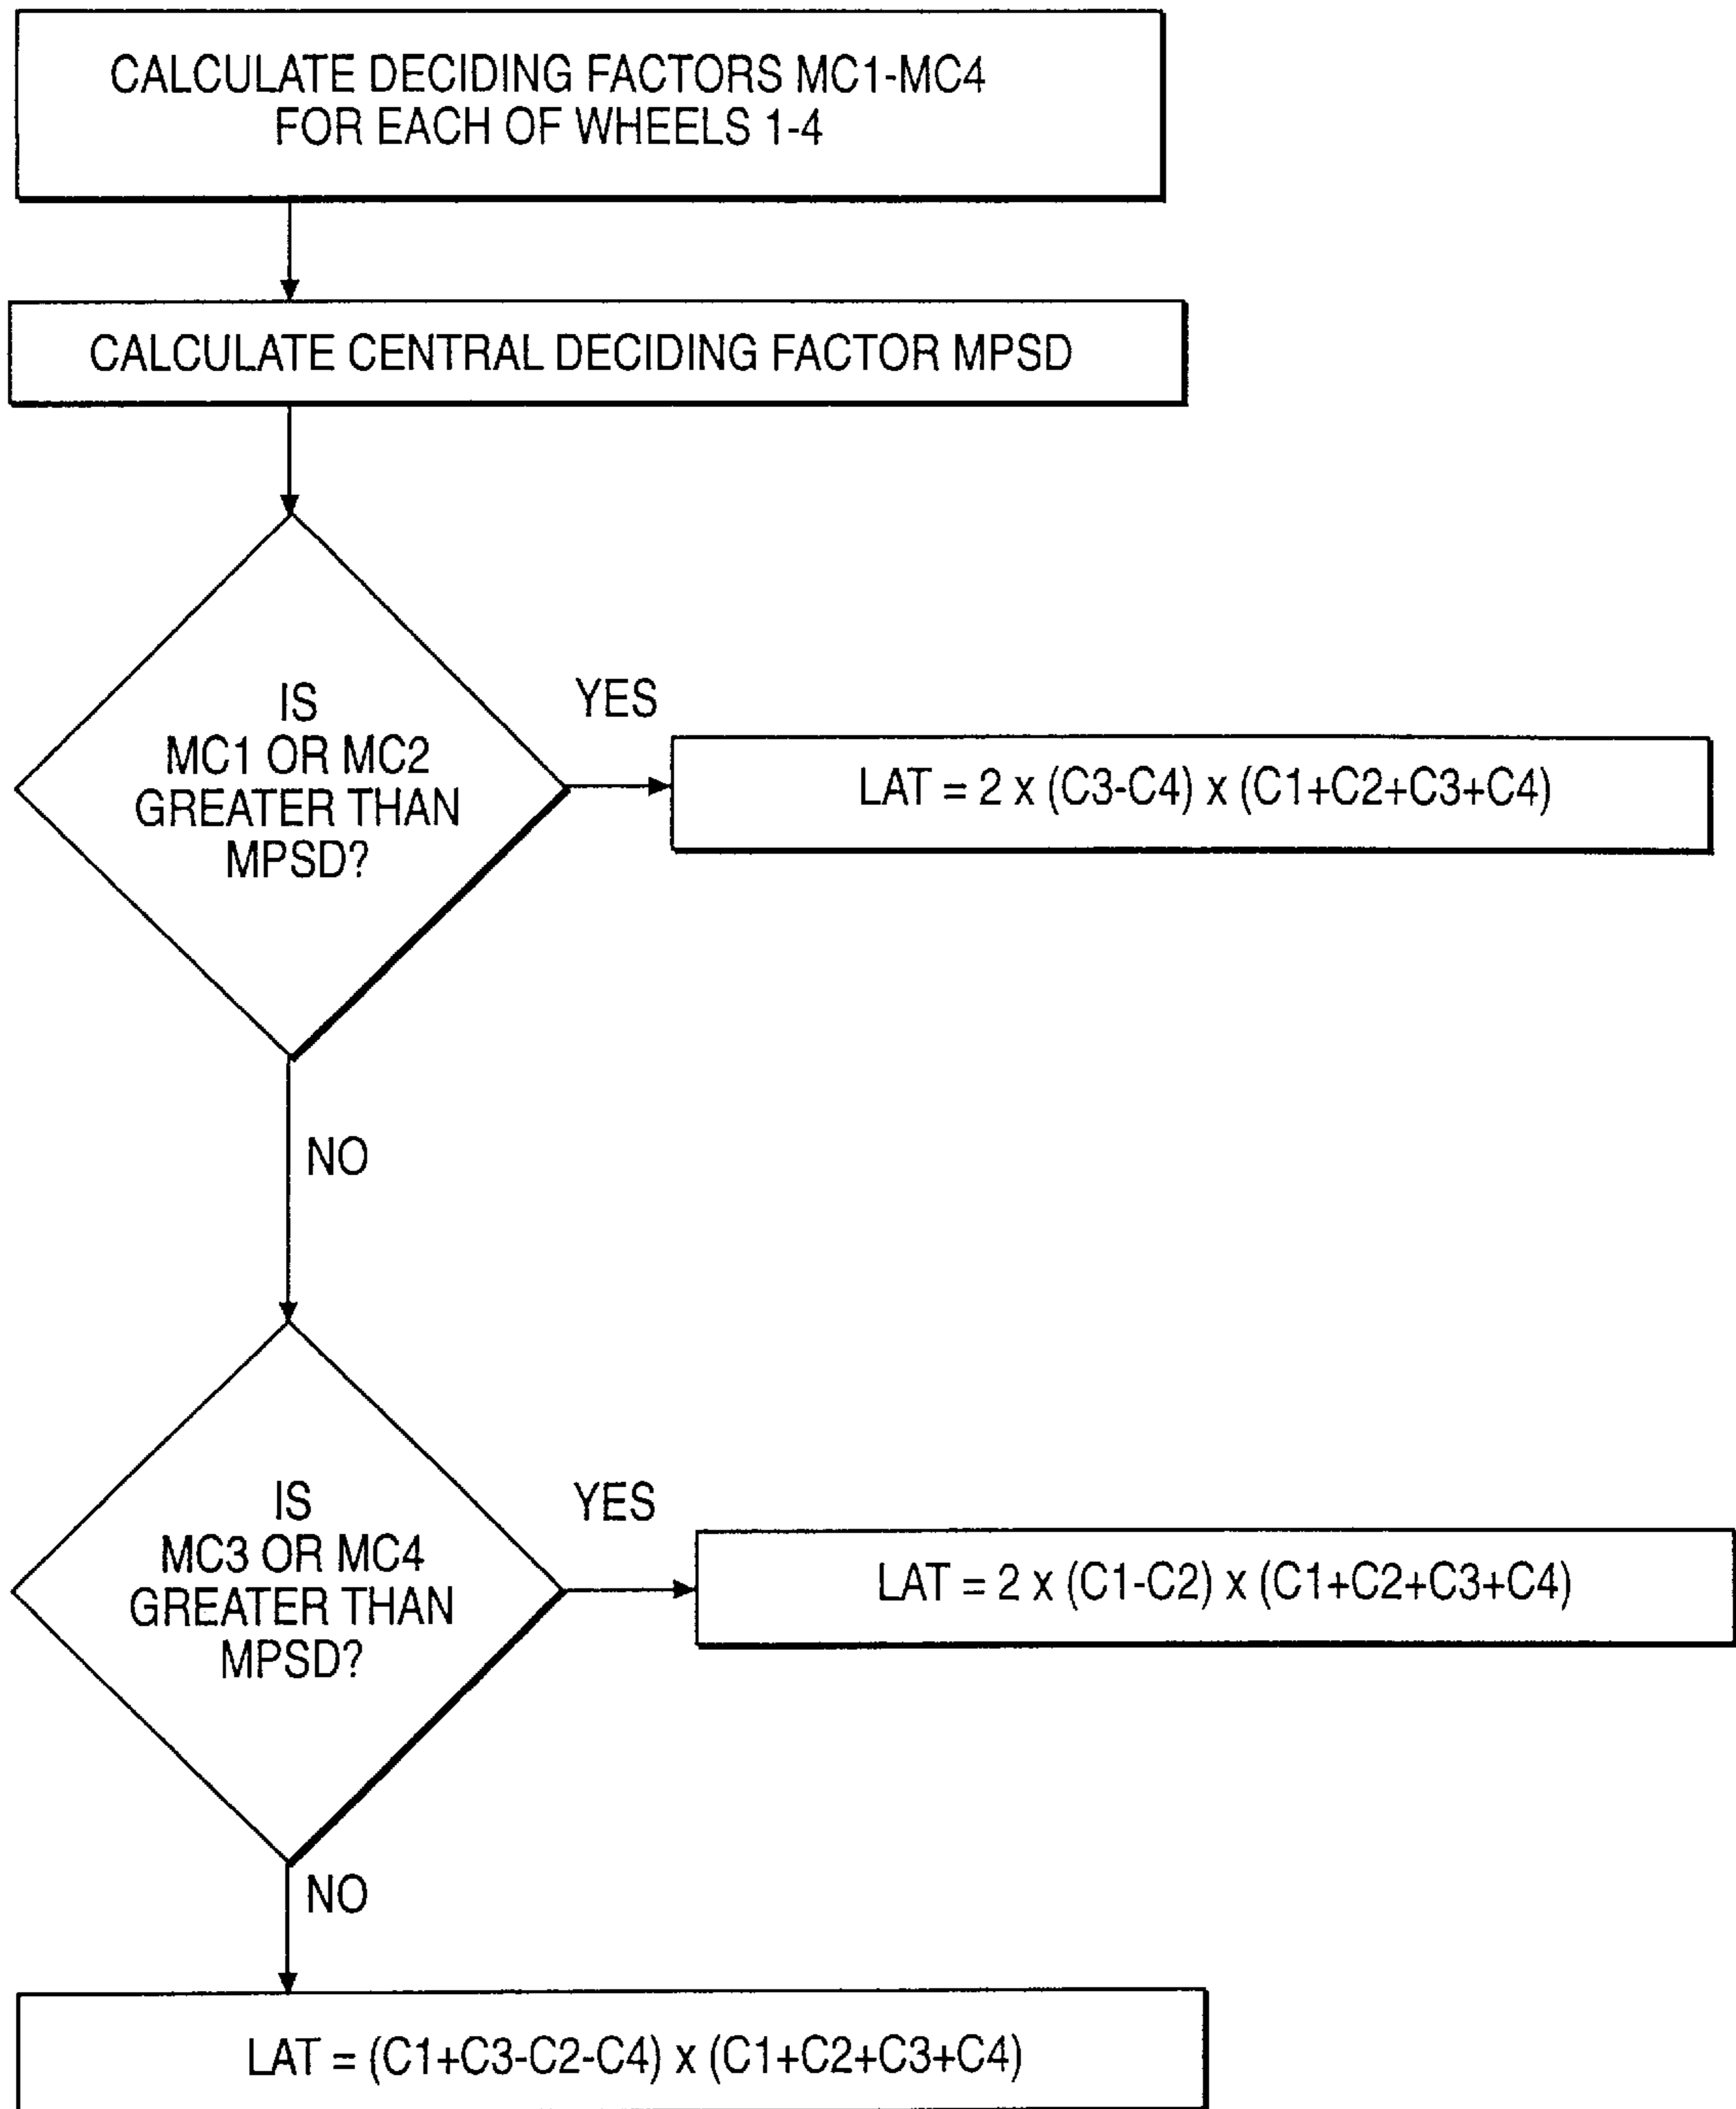 CALCULATE DECIDING FACTORS MC1-MC4
FOR EACH OF WHEELS 1-4
CALCULATE CENTRAL DECIDING FACTOR MPSD
IS
MC1 OR MC2
GREATER THAN
MPSD?
YES
LAT = 2 x (C3-C4) x (C1+C2+C3+C4)
NO
IS
MC3 OR MC4
GREATER THAN
MPSD?
YES
LAT = 2 x (C1-C2) x (C1+C2+C3+C4)
NO
LAT = (C1+C3-C2-C4) x (C1+C2+C3+C4)